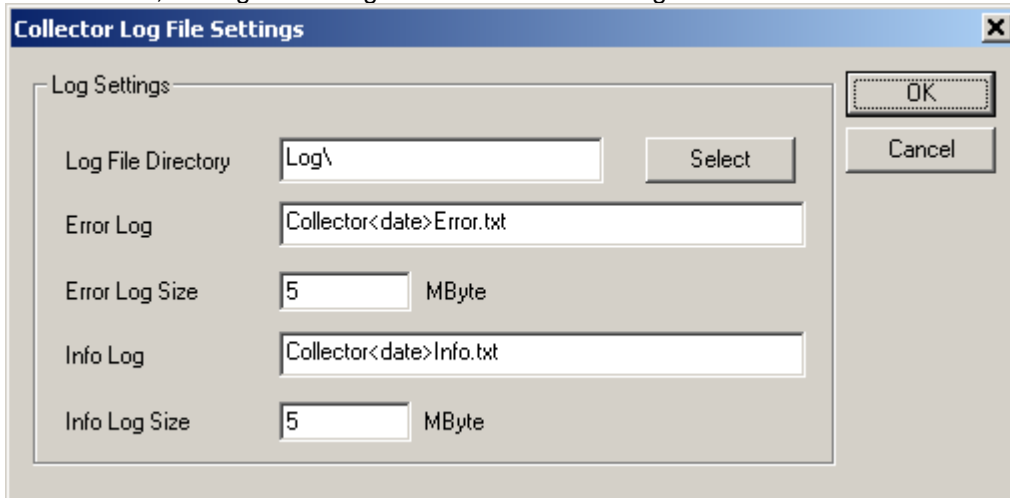 Collector Log File Settings
Log Settings
OK
Log File Directory Log\ Select
Cancel
Error Log Collector<date>Error.txt
Error Log Size 5 MByte
Info Log Collector<date>Info.txt
Info Log Size 5 MByte